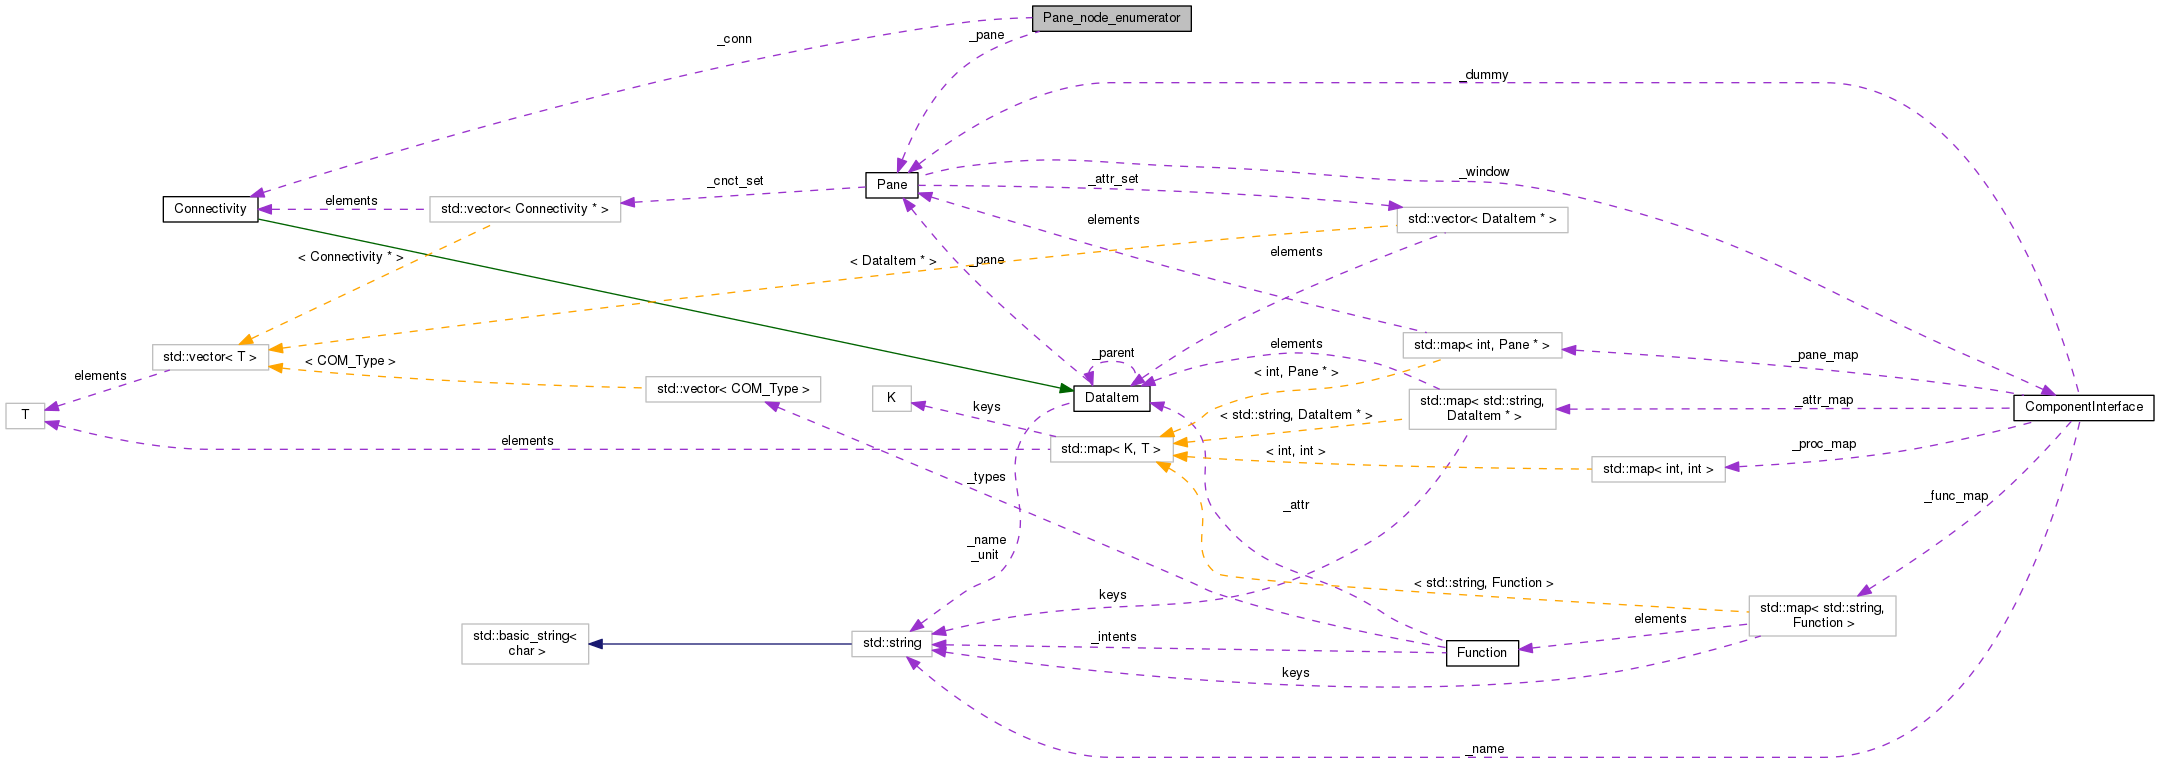 Pane_node_enumerator
_conn
_pane
_dummy
_cnct_set
Pane
_attr_set
_window
Connectivity
elements
std::vector< Connectivity * >
elements
std::vector< DataItem * >
< Connectivity * >
< DataItem * >
_pane
elements
std::vector< T >
< COM_Type >
elements
_parent
elements
std::map< int, Pane * >
_pane_map
< int, Pane * >
std::vector< COM_Type >
K
keys
DataItem
std::map< std::string,
DataItem * >
_attr_map
ComponentInterface
T
elements
std::map< K, T >
< std::string, DataItem * >
< int, int >
std::map< int, int >
_proc_map
_types
_attr
_func_map
_name
_unit
keys
< std::string, Function >
std::map< std::string,
Function >
std::basic_string<
char >
std::string
_intents
Function
elements
keys
_name